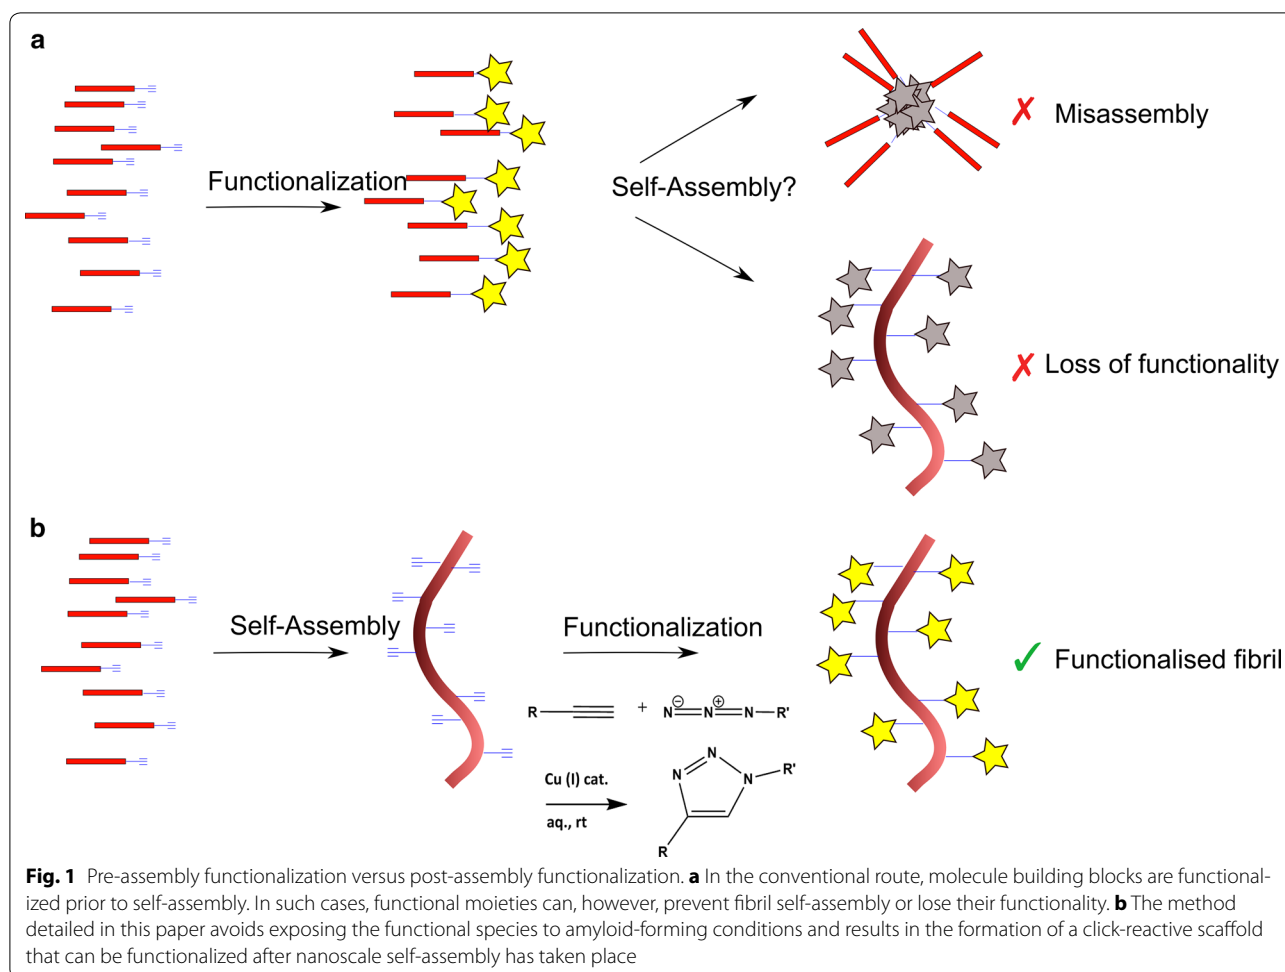 a
Functionalization
Self-Assembly?
✗ Misassembly
✗ Loss of functionality
b
Self-Assembly
Functionalization
R + N=N=N-R'
⊖ ⊕
Cu (I) cat.
aq., rt
N N N R' R
✓ Functionalised fibril
Fig. 1 Pre-assembly functionalization versus post-assembly functionalization. a In the conventional route, molecule building blocks are functional-
ized prior to self-assembly. In such cases, functional moieties can, however, prevent fibril self-assembly or lose their functionality. b The method
detailed in this paper avoids exposing the functional species to amyloid-forming conditions and results in the formation of a click-reactive scaffold
that can be functionalized after nanoscale self-assembly has taken place